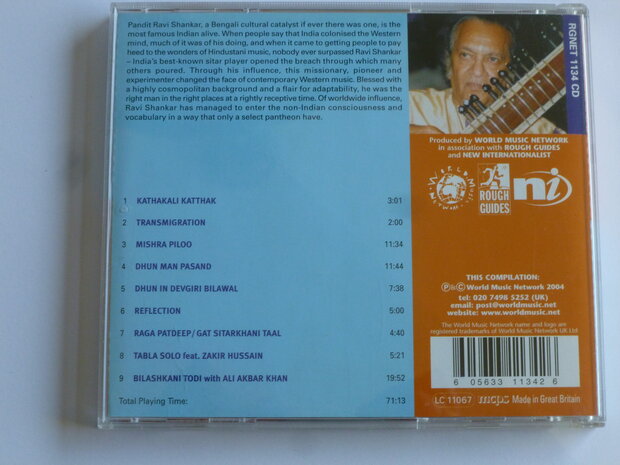 Pandit Ravi Shankar, a Bengali cultural catalyst if ever there was one, is the
most famous Indian alive. When people say that India colonised the Western
mind, much of it was of his doing, and when it came to getting people to pay
heed to the wonders of Hindustani music, nobody ever surpassed Ravi Shankar
– India's best-known sitar player opened the breach through which many
others poured. Through his influence, this missionary, pioneer and
experimenter changed the face of contemporary Western music. Blessed with
a highly cosmopolitan background and a flair for adaptability, he was the
right man in the right places at a rightly receptive time. Of worldwide influence,
Ravi Shankar has managed to enter the non-Indian consciousness and
vocabulary in a way that only a select pantheon have.
1 KATHAKALI KATTHAK 3:01
2 TRANSMIGRATION 2:00
3 MISHRA PILOO 11:34
4 DHUN MAN PASAND 11:44
5 DHUN IN DEVGIRI BILAWAL 7:38
6 REFLECTION 5:00
7 RAGA PATDEEP/GAT SITARKHANI TAAL 4:40
8 TABLA SOLO feat. ZAKIR HUSSAIN 5:21
9 BILASHKANI TODI with ALI AKBAR KHAN 19:52
Total Playing Time: 71:13
RGNET 1134 CD
Produced by WORLD MUSIC NETWORK
in association with ROUGH GUIDES
and NEW INTERNATIONALIST
WORLD MUSIC NETWORK
ROUGH
GUIDES
ni
THIS COMPILATION:
℗&© World Music Network 2004
tel: 020 7498 5252 (UK)
email: post@worldmusic.net
website: www.worldmusic.net
The World Music Network name and logo are
registered trademarks of World Music Network UK Ltd
6 05633 11342 6
LC 11067 mcps Made in Great Britain